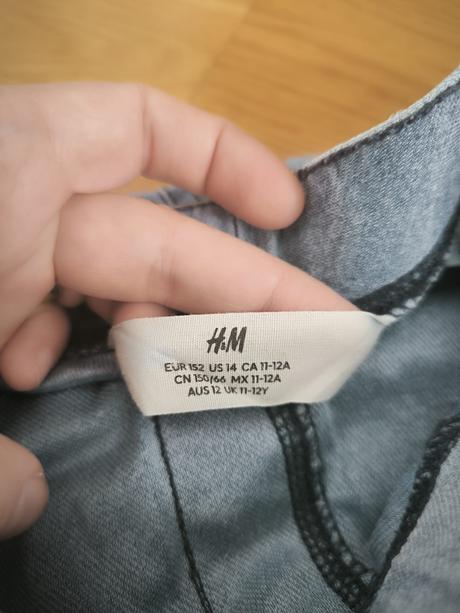 H&M
EUR 152 US 14 CA 11-12A
CN 150/66 MX 11-12A
AUS 12 UK 11-12Y